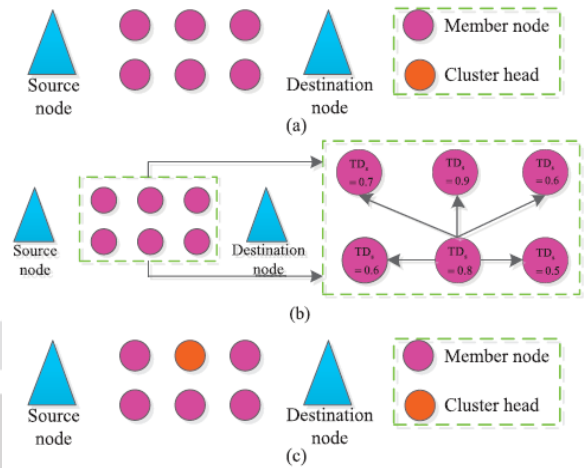 Source
node
Destination
node
Member node
Cluster head
(a)
Source
node
Destination
node
TDs
= 0.7
TDs
= 0.9
TDs
= 0.6
TDs
= 0.6
TDs
= 0.8
TDs
= 0.5
(b)
Source
node
Destination
node
Member node
Cluster head
(c)